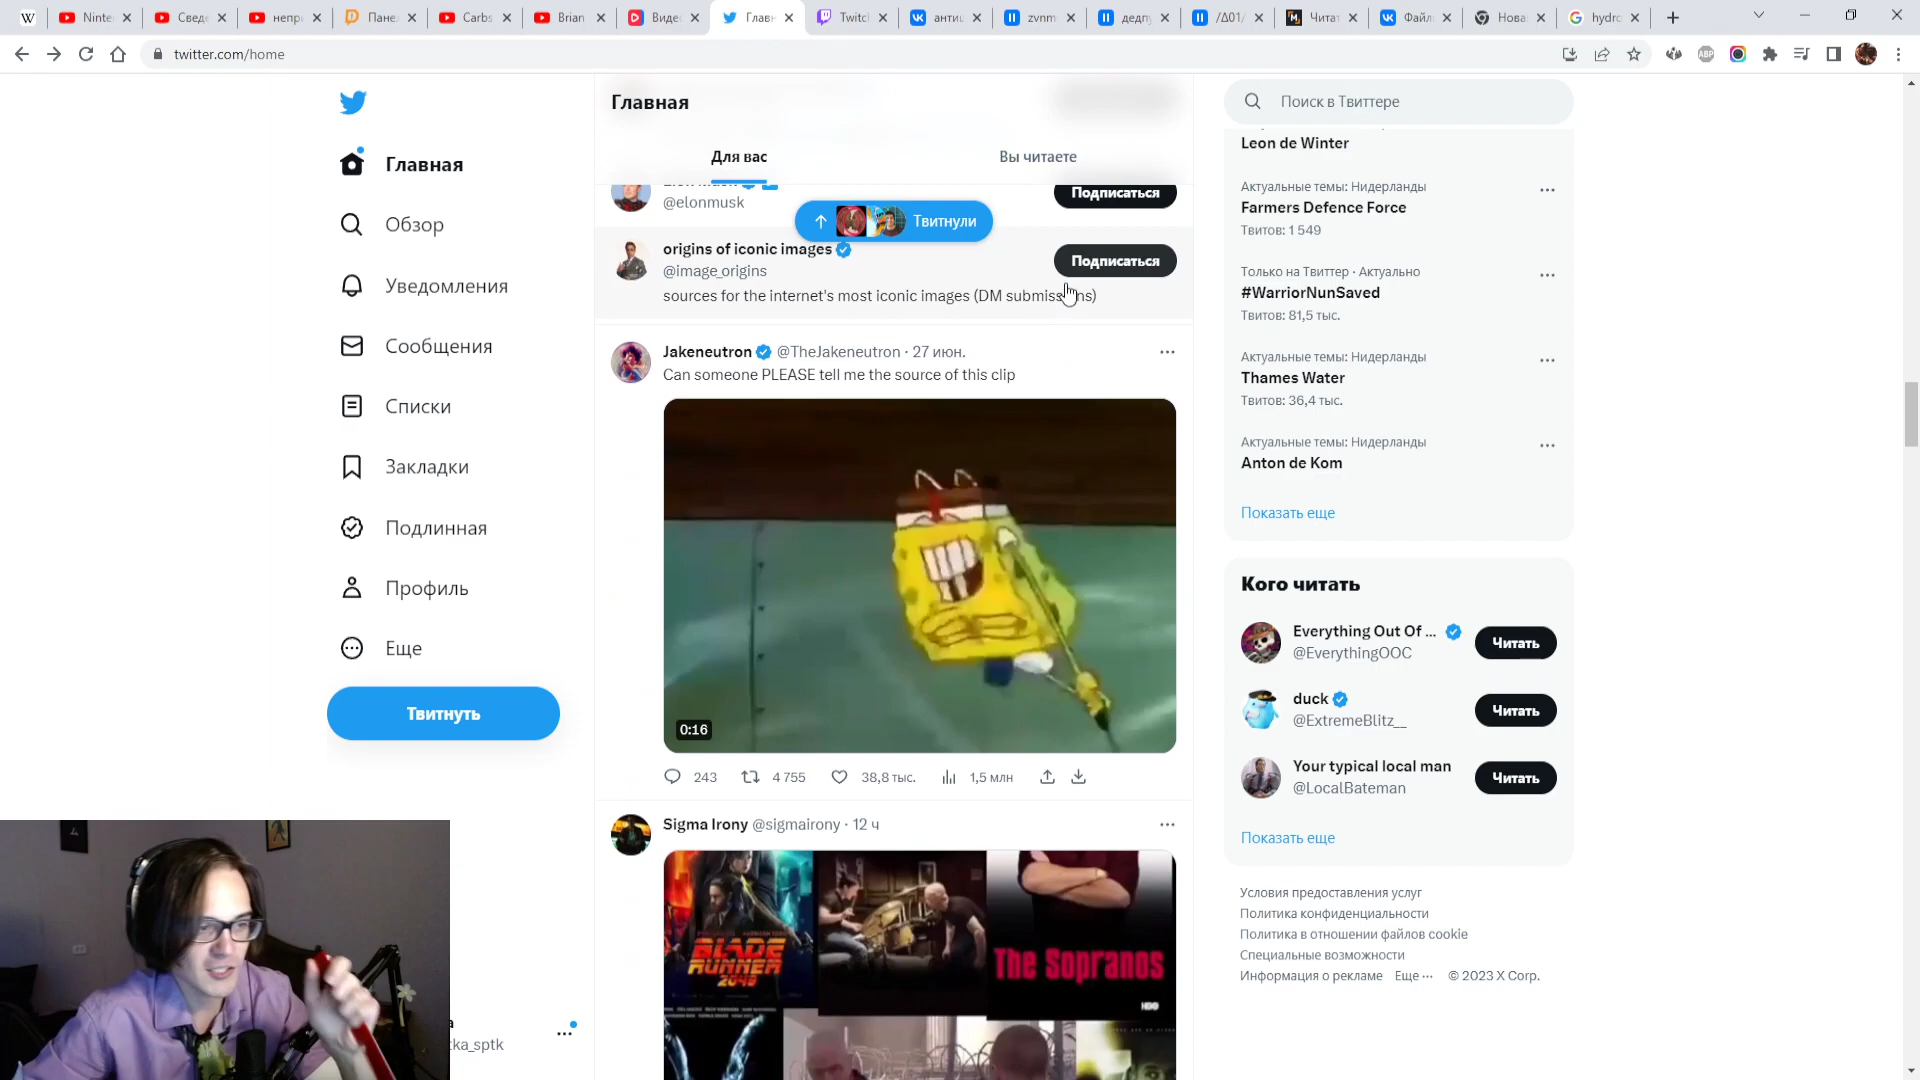 W
Ninte
Сведе
непр
Пане
Carbs
Brian
Виде
Главн
Twitc
антиц
zvnm
дедпу
/Δ01/
Читат
Файл
Нова
hydro
twitter.com/home
Главная
Обзор
Уведомления
Сообщения
Списки
Закладки
Подлинная
Профиль
Еще
Твитнуть
ka_sptk
Главная
Для вас
Вы читаете
@elonmusk
Подписаться
Твитнули
origins of iconic images
@image_origins
Подписаться
sources for the internet's most iconic images (DM submissions)
Jakeneutron @TheJakeneutron · 27 июн.
Can someone PLEASE tell me the source of this clip
0:16
243 4 755 38,8 тыс. 1,5 млн
Sigma Irony @sigmairony · 12 ч
BLADE
RUNNER
2049
The Sopranos
HBO
Поиск в Твиттере
Leon de Winter
Актуальные темы: Нидерланды
Farmers Defence Force
Твитов: 1 549
Только на Твиттер · Актуально
#WarriorNunSaved
Твитов: 81,5 тыс.
Актуальные темы: Нидерланды
Thames Water
Твитов: 36,4 тыс.
Актуальные темы: Нидерланды
Anton de Kom
Показать еще
Кого читать
Everything Out Of ...
@EverythingOOC
Читать
duck
@ExtremeBlitz__
Читать
Your typical local man
@LocalBateman
Читать
Показать еще
Условия предоставления услуг
Политика конфиденциальности
Политика в отношении файлов cookie
Специальные возможности
Информация о рекламе Еще ··· © 2023 X Corp.